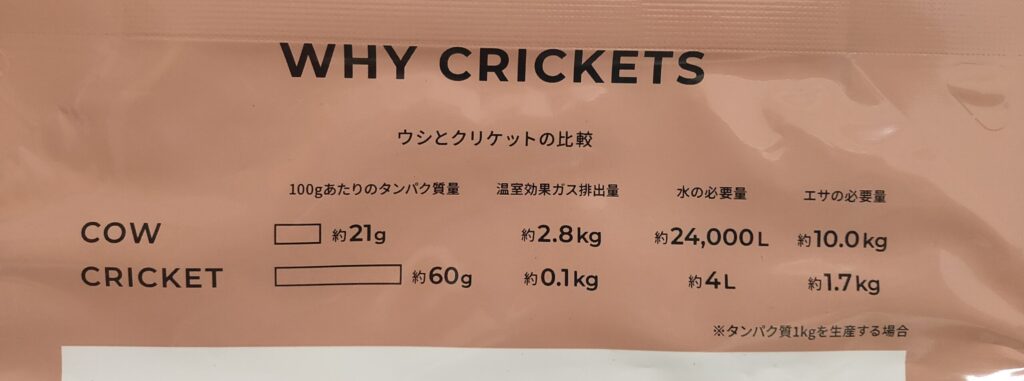 WHY CRICKETS
ウシとクリケットの比較
100gあたりのタンパク質量 温室効果ガス排出量 水の必要量 エサの必要量
COW 約21g 約2.8kg 約24,000L 約10.0kg
CRICKET 約60g 約0.1kg 約4L 約1.7kg
※タンパク質1kgを生産する場合